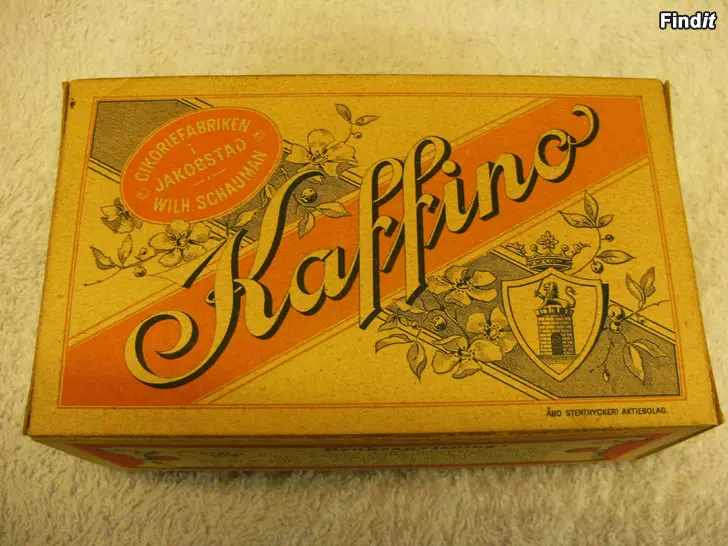 Findit
CIKORIEFABRIKEN
i
JAKOBSTAD
WILH. SCHAUMAN
Kaffino
ÅBO STENTRYCKERI AKTIEBOLAG.